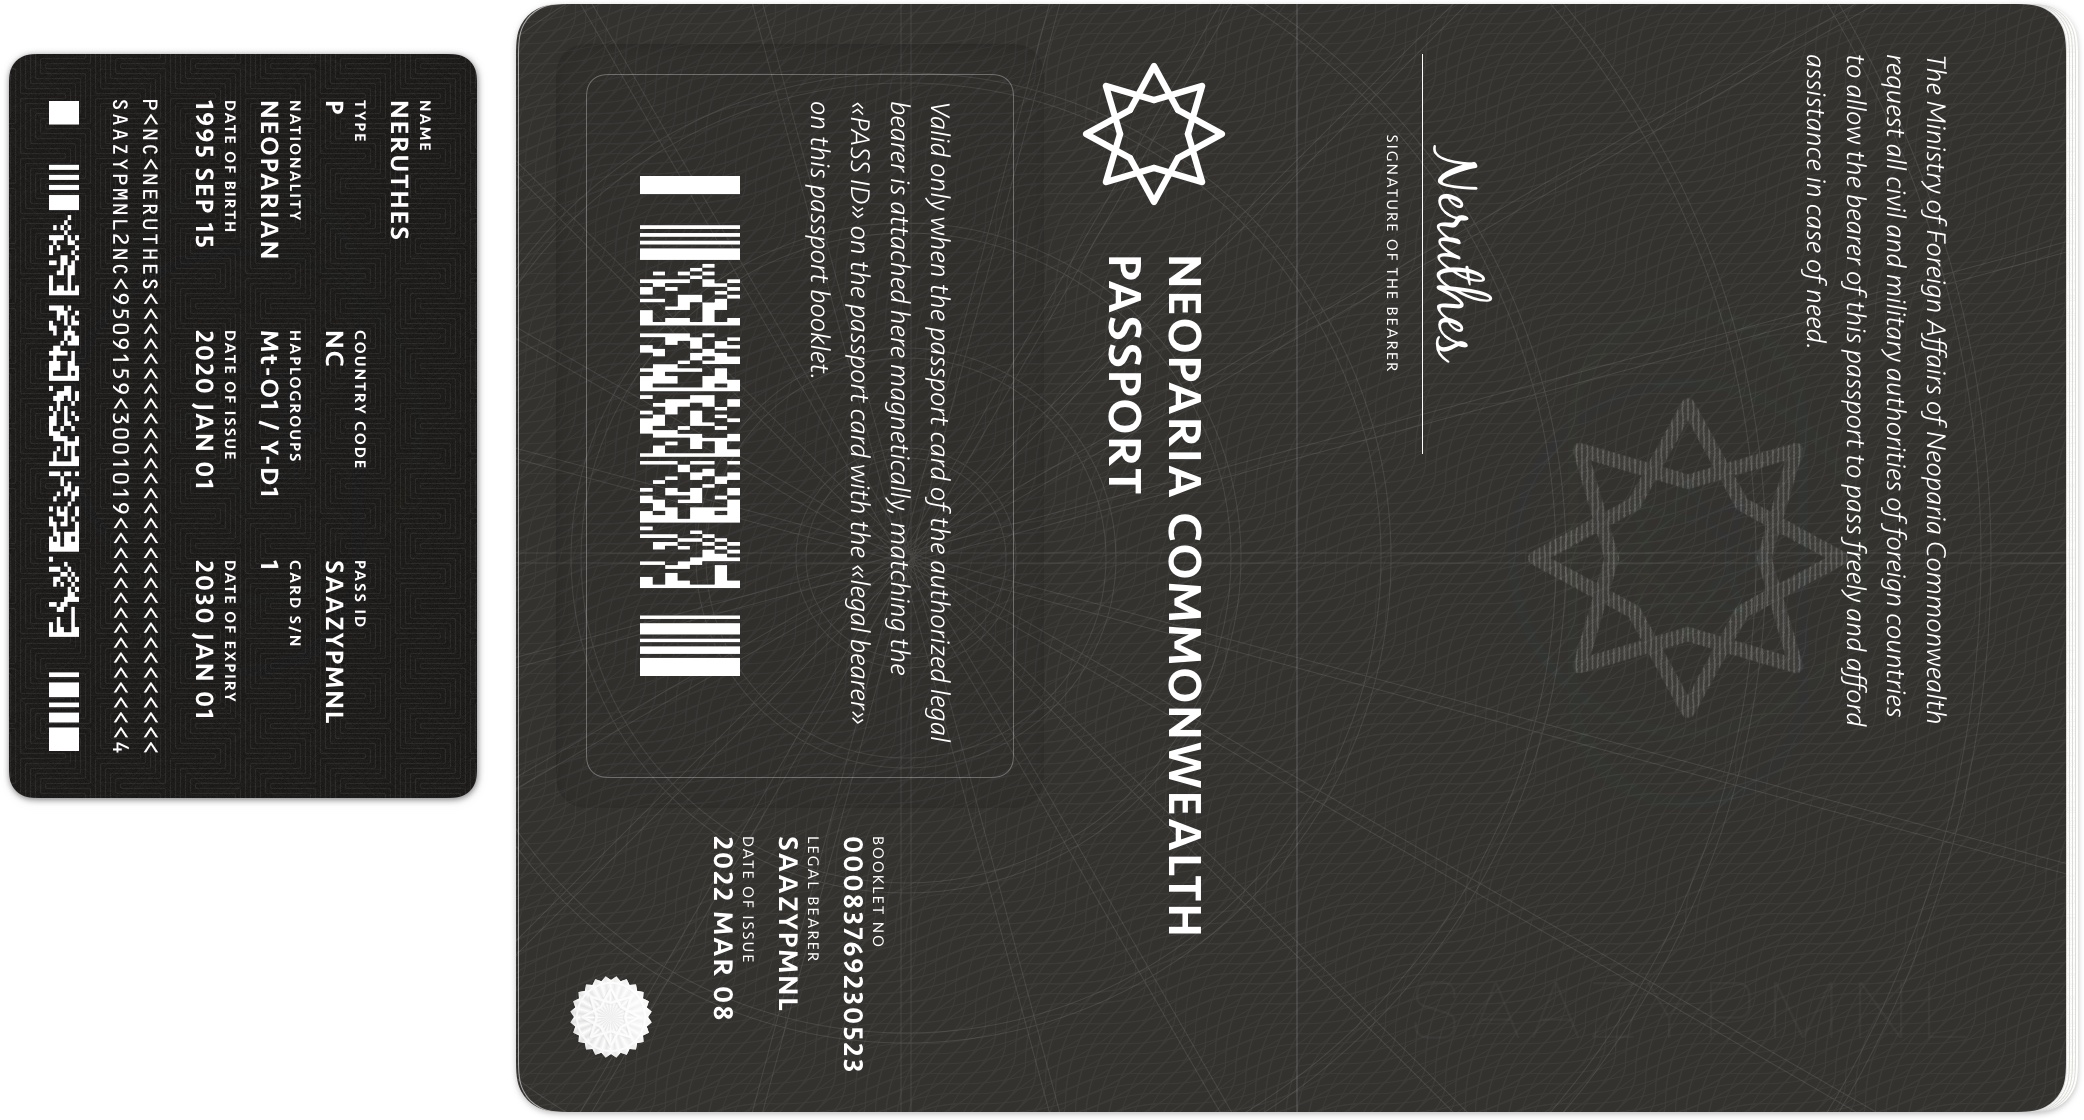 NAME
NERUTHES
TYPE COUNTRY CODE PASS ID
P NC SAAZYPMNL
NATIONALITY HAPLOGROUPS CARD S/N
NEOPARIAN Mt-O1 / Y-D1 1
DATE OF BIRTH DATE OF ISSUE DATE OF EXPIRY
1995 SEP 15 2020 JAN 01 2030 JAN 01
P<NC<NERUTHES<<<<<<<<<<<<<<<<<<<<<<<<<<<<<<<
SAAZYPMNL2NC<9509159<3001019<<<<<<<<<<<<<<<4
The Ministry of Foreign Affairs of Neoparia Commonwealth
request all civil and military authorities of foreign countries
to allow the bearer of this passport to pass freely and afford
assistance in case of need.
Neruthes
SIGNATURE OF THE BEARER
NEOPARIA COMMONWEALTH
PASSPORT
Valid only when the passport card of the authorized legal
bearer is attached here magnetically, matching the
«PASS ID» on the passport card with the «legal bearer»
on this passport booklet.
BOOKLET NO
00083769230523
LEGAL BEARER
SAAZYPMNL
DATE OF ISSUE
2022 MAR 08